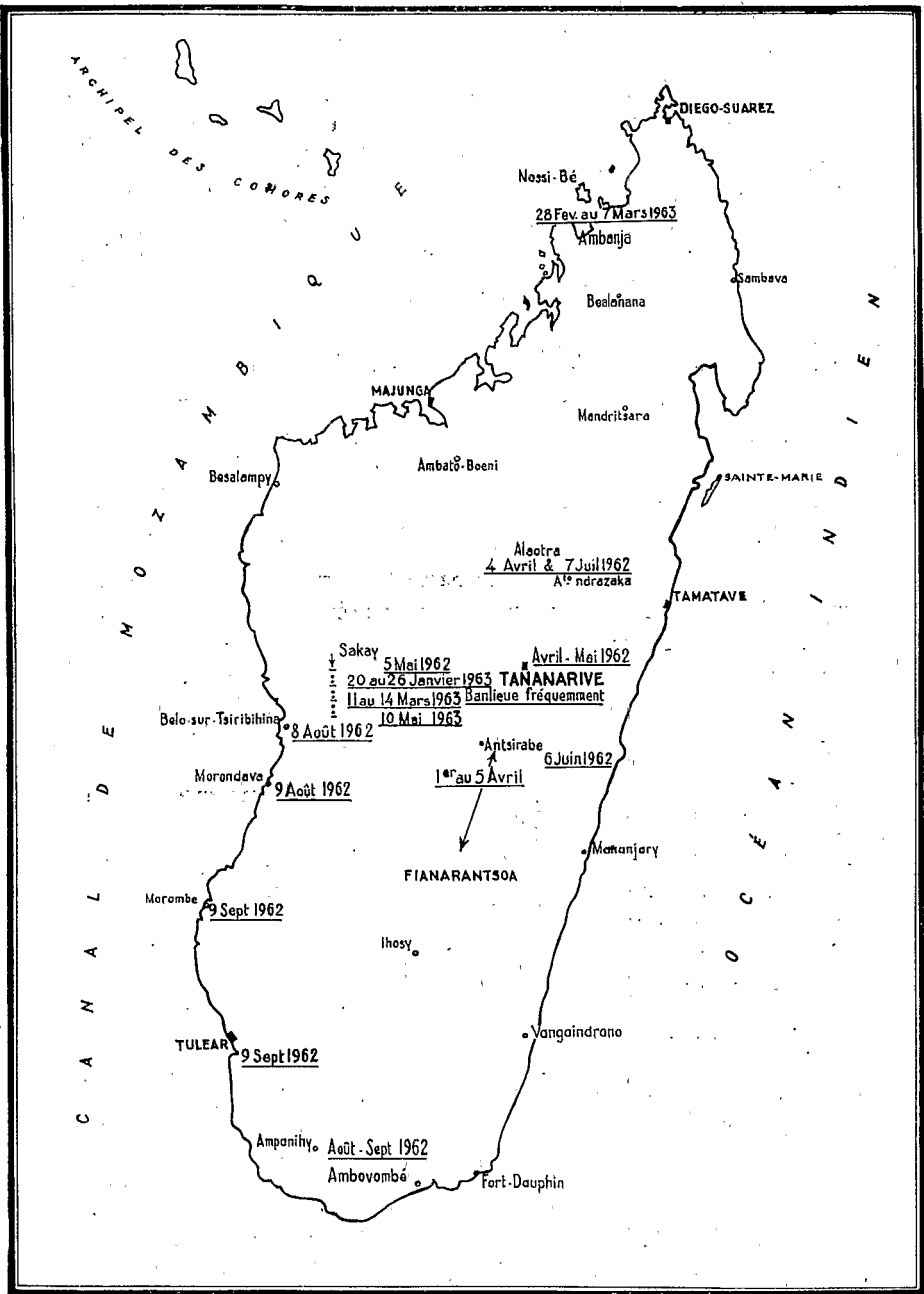 ARCHIPEL DES COMORES
CANAL DE MOZAMBIQUE
OCÉAN INDIEN
DIEGO-SUAREZ
Nossi-Bé
28 Fev. au 7 Mars 1963
Ambanja
Sambava
Bealanana
MAJUNGA
Mandritsara
Ambato-Boeni
Besalampy
SAINTE-MARIE
Alaotra
4 Avril & 7 Juil 1962
Ato ndrazaka
TAMATAVE
Sakay
5 Mai 1962
Avril - Mai 1962
20 au 26 Janvier 1963
TANANARIVE
11 au 14 Mars 1963
Banlieue fréquemment
10 Mai 1963
Belo-sur-Tsiribihina
8 Août 1962
Antsirabe
6 Juin 1962
1er au 5 Avril
Morondava
9 Août 1962
Mananjary
FIANARANTSOA
Morombe
9 Sept 1962
Ihosy
TULEAR
9 Sept 1962
Vangaindrano
Ampanihy
Août - Sept 1962
Ambovombé
Fort-Dauphin